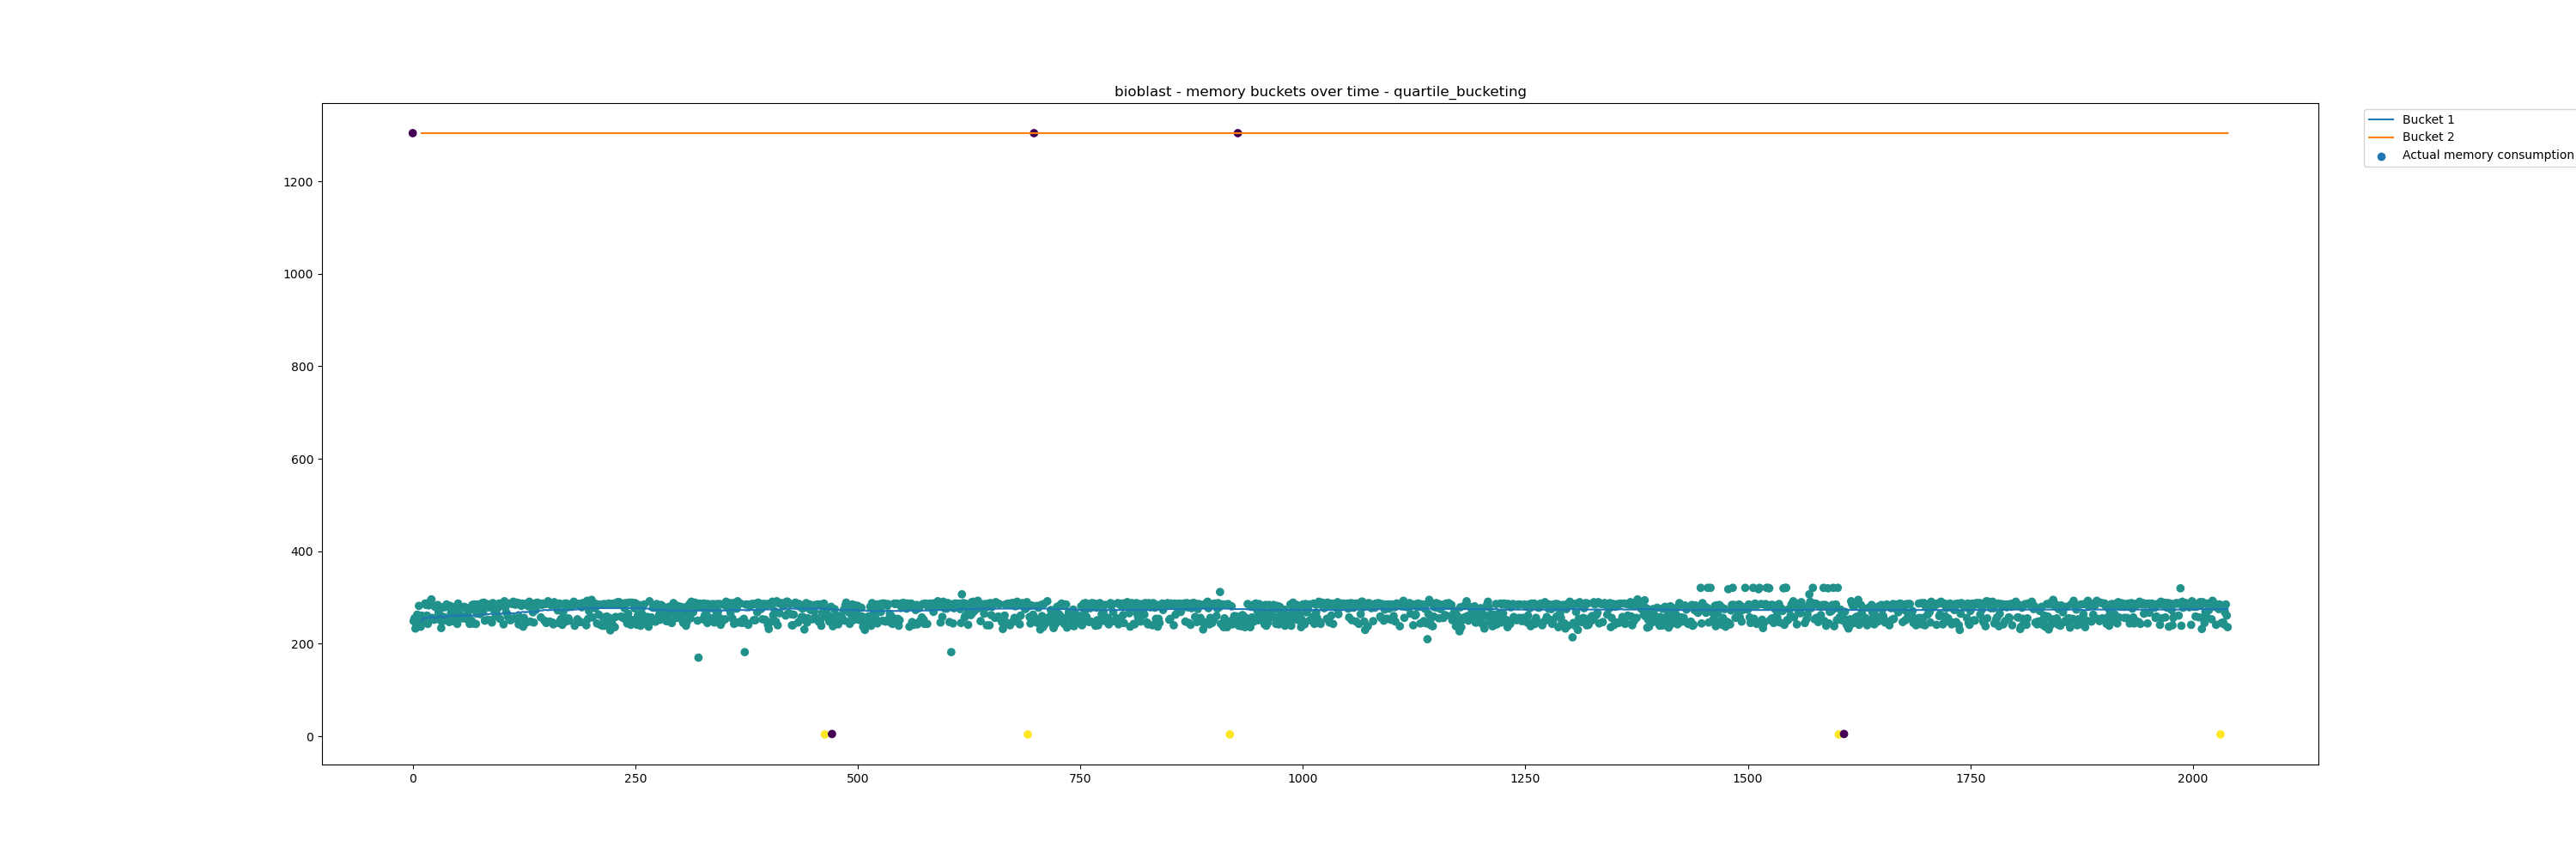 bioblast - memory buckets over time - quartile_bucketing
Bucket 1
Bucket 2
Actual memory consumption
1200
1000
800
600
400
200
0
0 250 500 750 1000 1250 1500 1750 2000